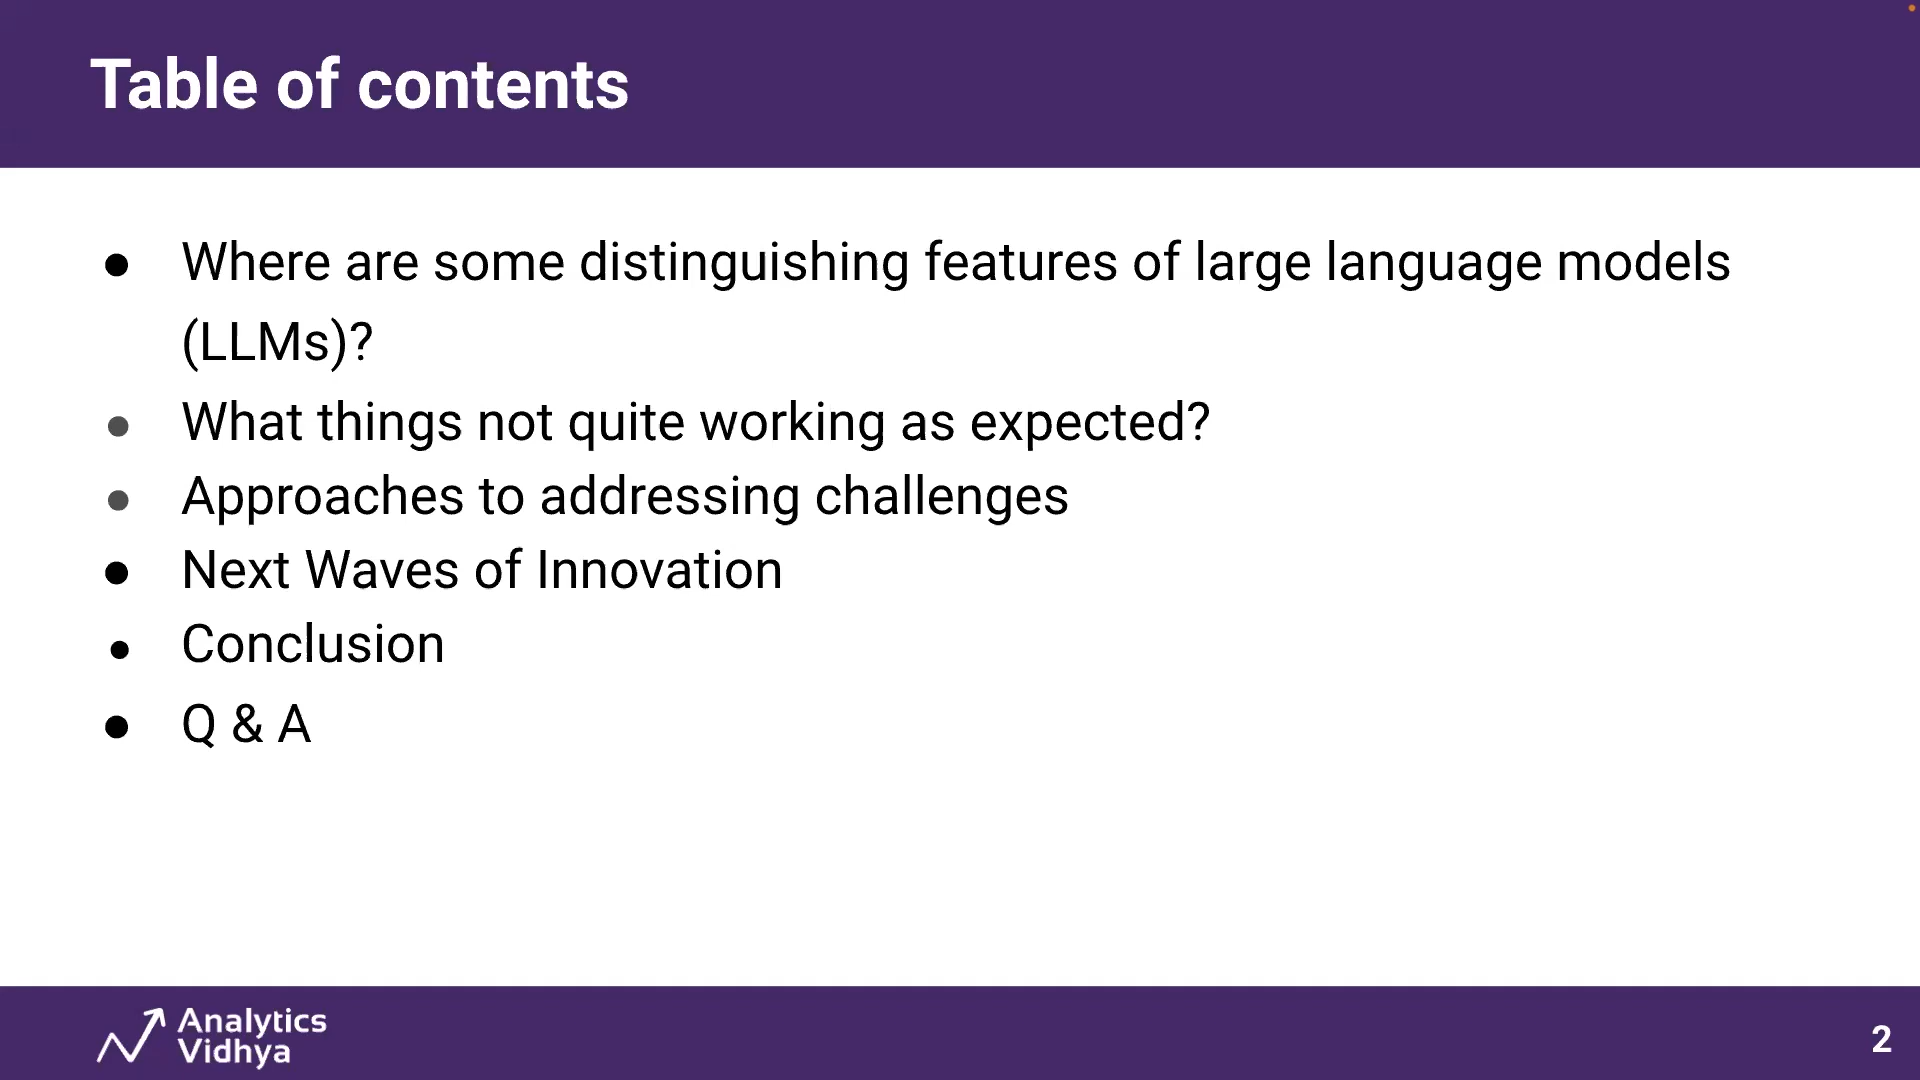 Table of contents
● Where are some distinguishing features of large language models
(LLMs)?
● What things not quite working as expected?
● Approaches to addressing challenges
● Next Waves of Innovation
● Conclusion
● Q & A
Analytics
Vidhya
2